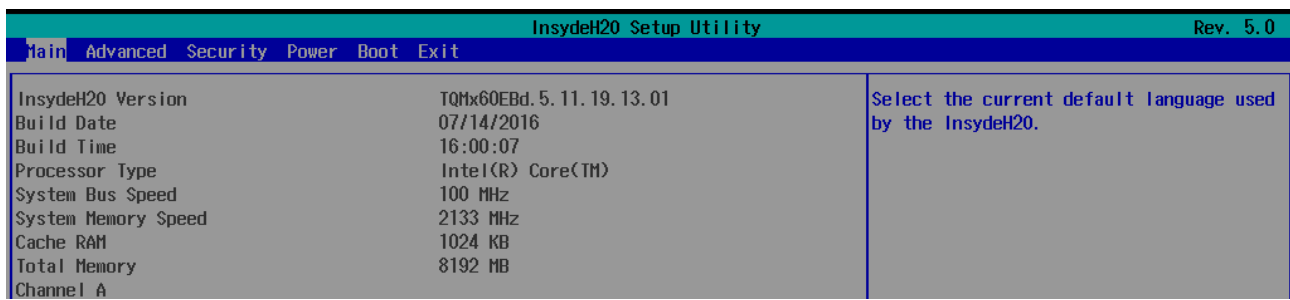 InsydeH20 Setup Utility Rev. 5.0
Main Advanced Security Power Boot Exit
InsydeH20 Version TQMx60EBd.5.11.19.13.01
Build Date 07/14/2016
Build Time 16:00:07
Processor Type Intel(R) Core(TM)
System Bus Speed 100 MHz
System Memory Speed 2133 MHz
Cache RAM 1024 KB
Total Memory 8192 MB
Channel A
Select the current default language used
by the InsydeH20.